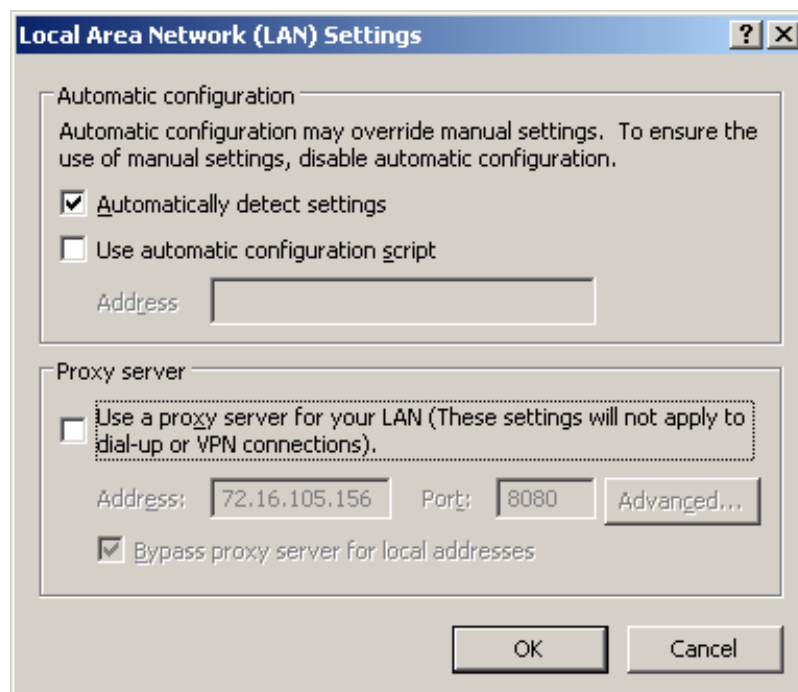 Local Area Network (LAN) Settings
Automatic configuration
Automatic configuration may override manual settings. To ensure the
use of manual settings, disable automatic configuration.
Automatically detect settings
Use automatic configuration script
Address
Proxy server
Use a proxy server for your LAN (These settings will not apply to
dial-up or VPN connections).
Address: 72.16.105.156 Port: 8080 Advanced...
Bypass proxy server for local addresses
OK Cancel